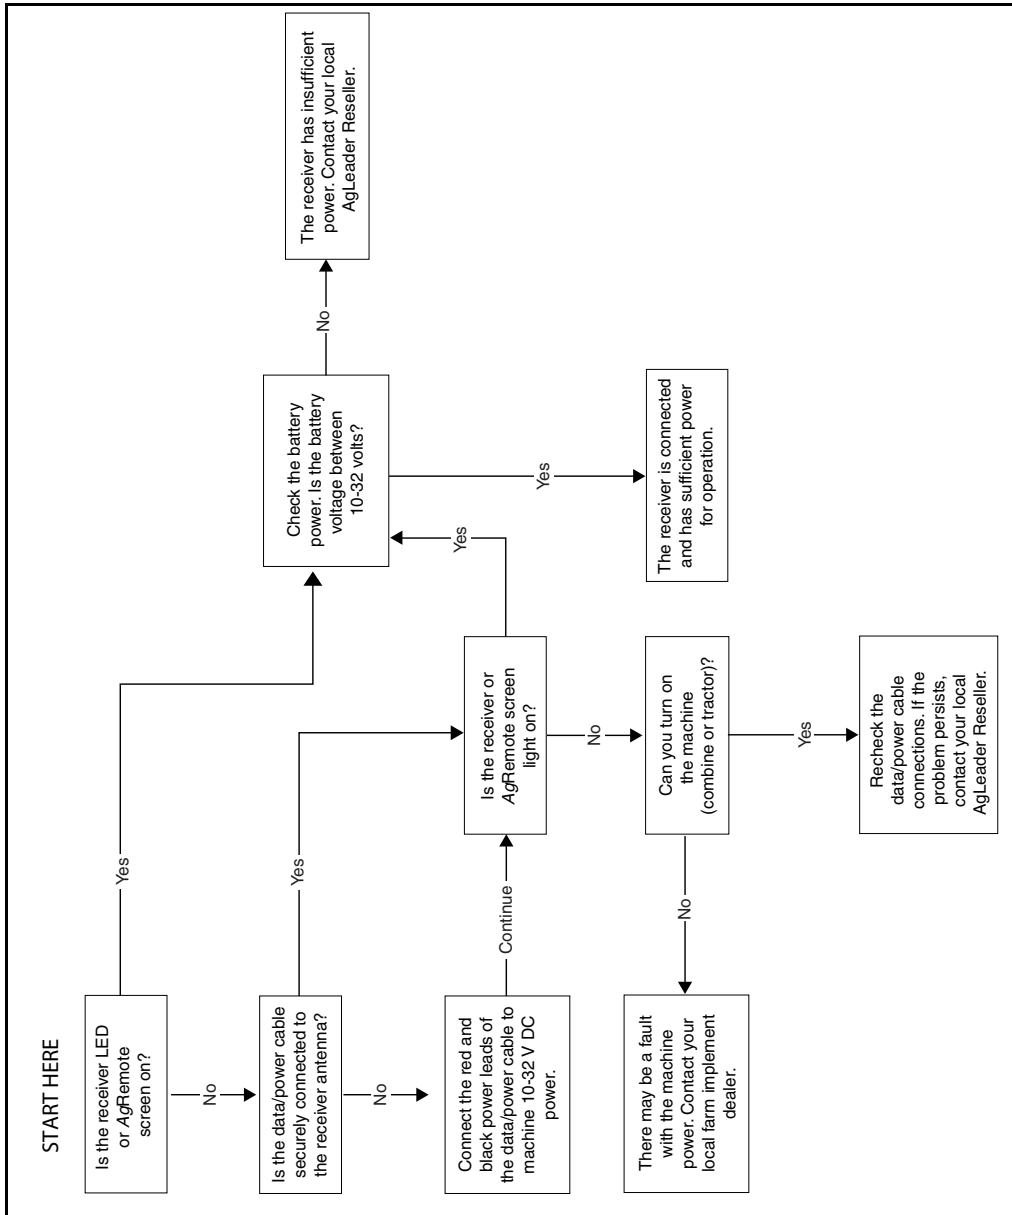 START HERE
Is the receiver LED
or AgRemote
screen on?
Yes
No
Is the data/power cable
securely connected to
the receiver antenna?
Yes
No
Connect the red and
black power leads of
the data/power cable to
machine 10-32 V DC
power.
Continue
Is the receiver or
AgRemote screen
light on?
Yes
No
Check the battery
power. Is the battery
voltage between
10-32 volts?
No
The receiver has insufficient
power. Contact your local
AgLeader Reseller.
Yes
The receiver is connected
and has sufficient power
for operation.
Can you turn on
the machine
(combine or tractor)?
No
There may be a fault
with the machine
power. Contact your
local farm implement
dealer.
Yes
Recheck the
data/power cable
connections. If the
problem persists,
contact your local
AgLeader Reseller.